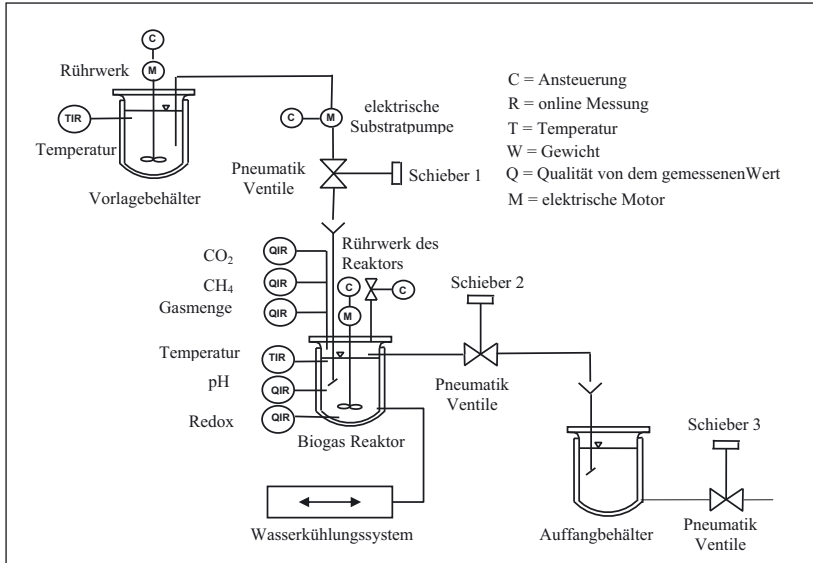 C
Rührwerk
M
TIR
Temperatur
Vorlagebehälter
C
M
elektrische
Substratpumpe
Pneumatik
Ventile
Schieber 1
C = Ansteuerung
R = online Messung
T = Temperatur
W = Gewicht
Q = Qualität von dem gemessenenWert
M = elektrische Motor
CO2
QIR
CH4
QIR
Gasmenge
QIR
Rührwerk des
Reaktors
C
C
M
Temperatur
TIR
pH
QIR
Redox
QIR
Biogas Reaktor
Schieber 2
Pneumatik
Ventile
Wasserkühlungssystem
Auffangbehälter
Schieber 3
Pneumatik
Ventile